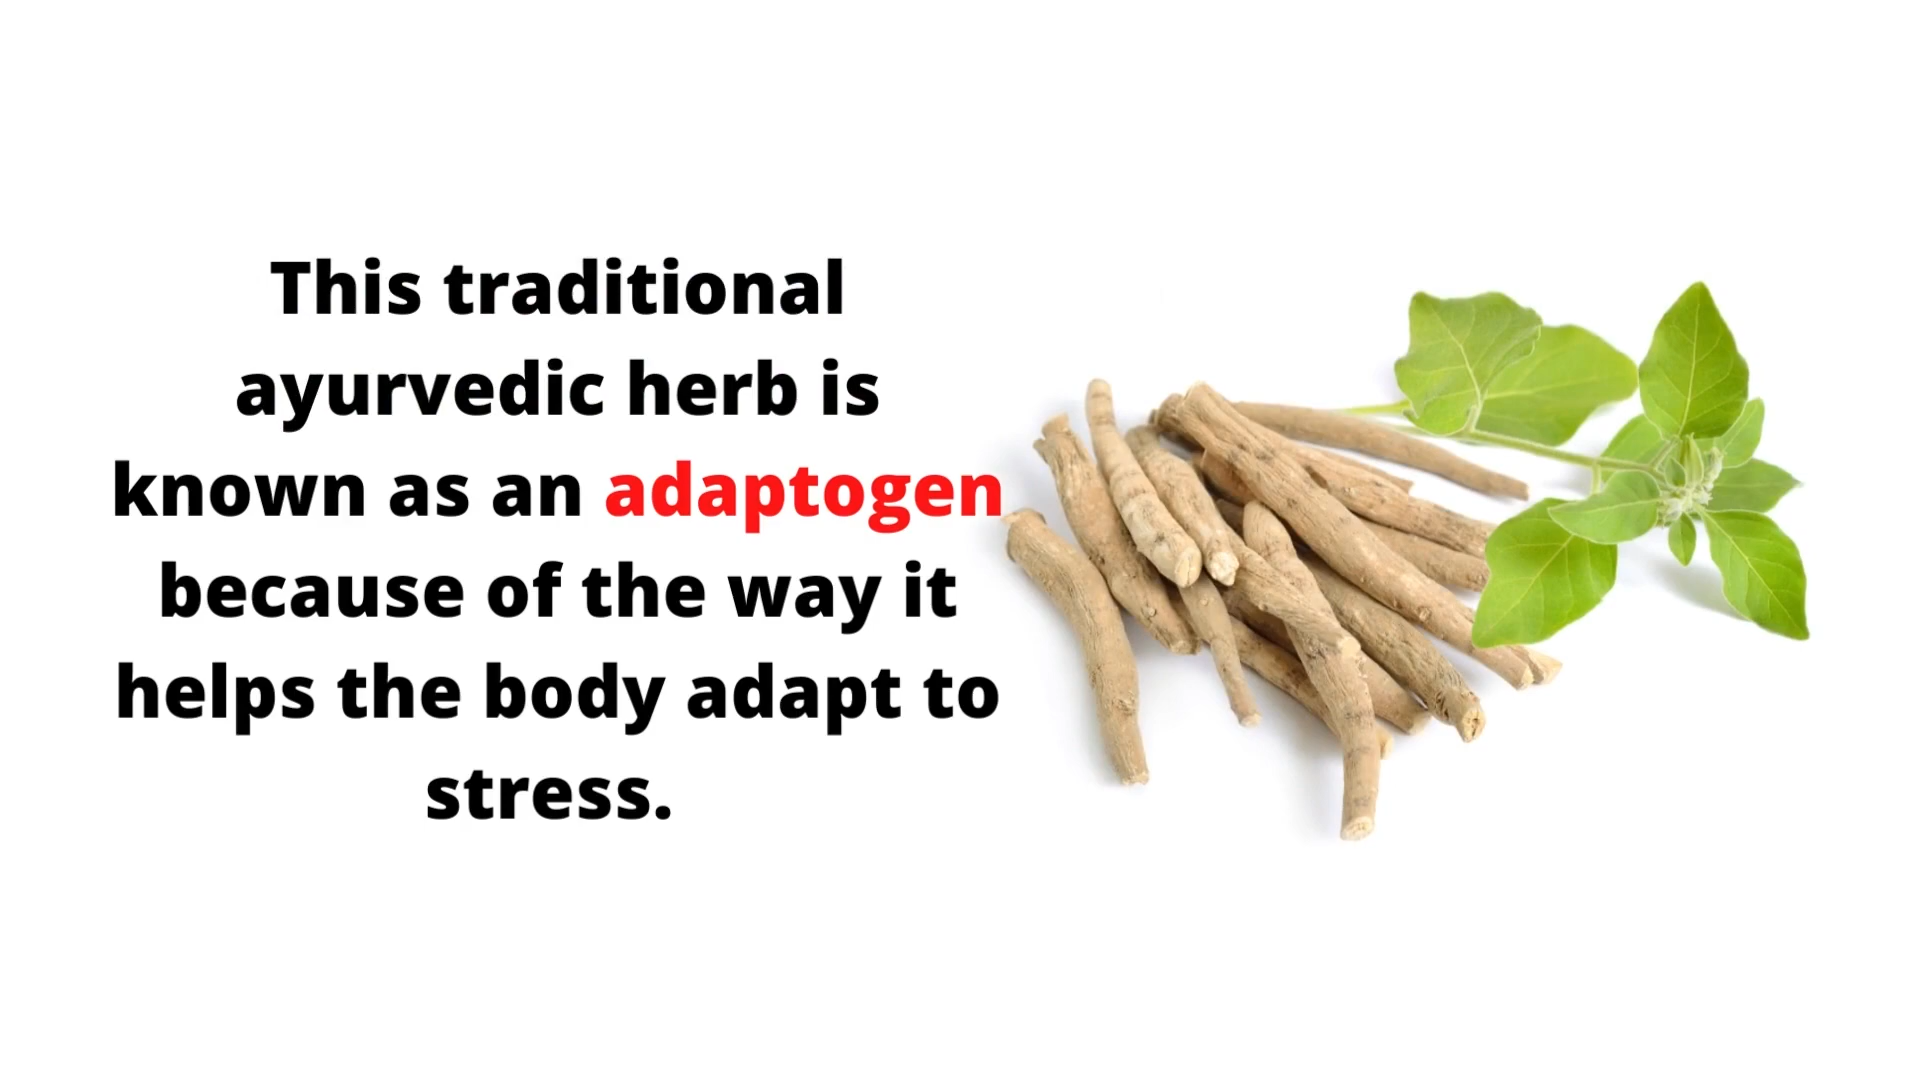 This traditional
ayurvedic herb is
known as an adaptogen
because of the way it
helps the body adapt to
stress.